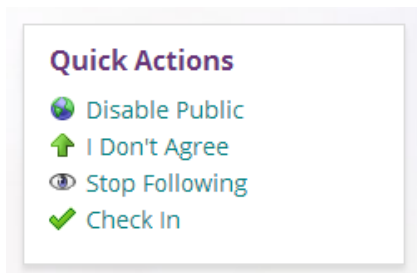 Quick Actions
Disable Public
I Don't Agree
Stop Following
Check In